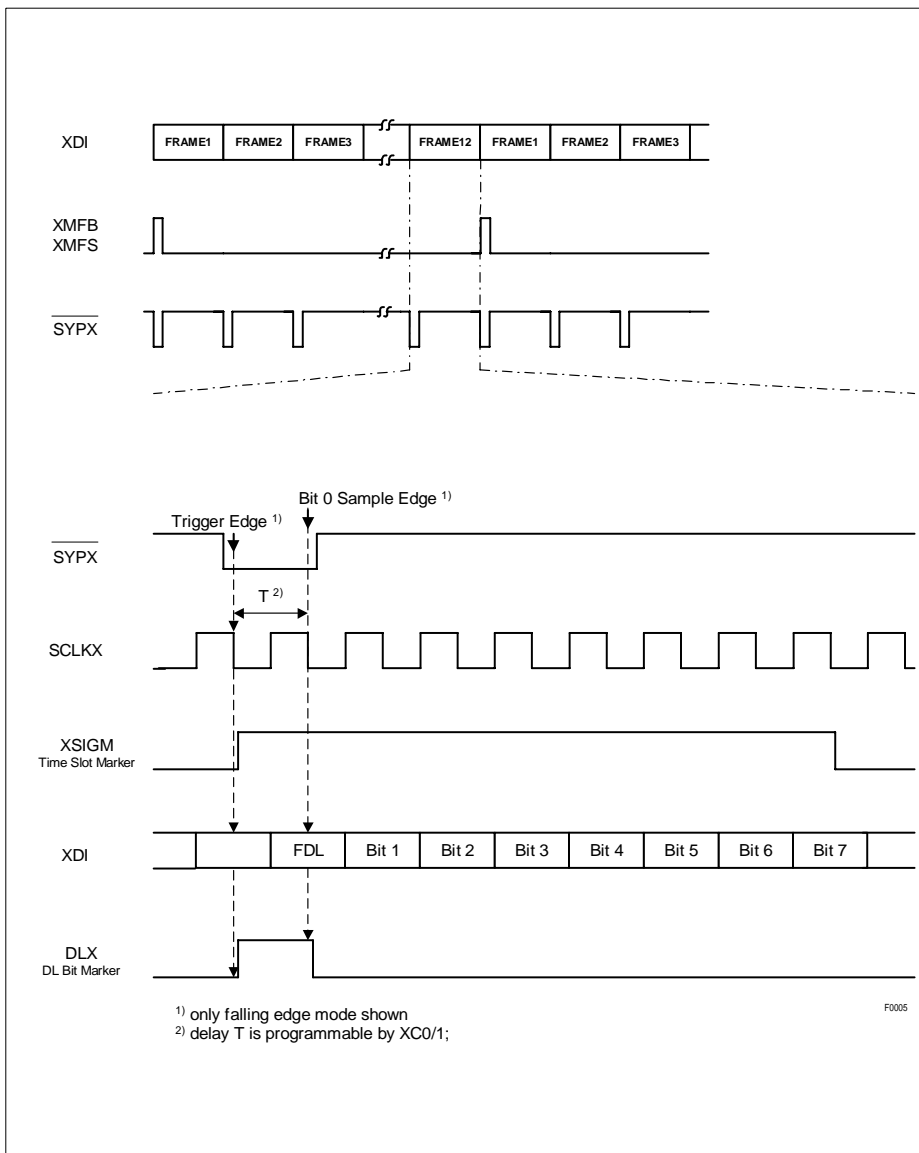 XDI FRAME1 FRAME2 FRAME3 FRAME12 FRAME1 FRAME2 FRAME3
XMFB
XMFS
SYPX
Bit 0 Sample Edge 1)
Trigger Edge 1)
SYPX
T 2)
SCLKX
XSIGM
Time Slot Marker
XDI FDL Bit 1 Bit 2 Bit 3 Bit 4 Bit 5 Bit 6 Bit 7
DLX
DL Bit Marker
1) only falling edge mode shown
F0005
2) delay T is programmable by XC0/1;